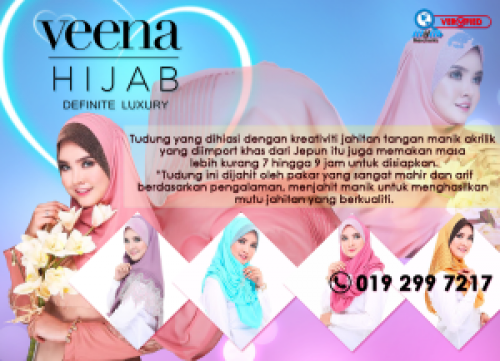 veena
HIJAB
DEFINITE LUXURY
VERIFIED
Tudung yang dihiasi dengan kreativiti jahitan tangan manik akrilik
yang diimport khas dari Jepun itu juga memakan masa
lebih kurang 7 hingga 9 jam untuk disiapkan.
"Tudung ini dijahit oleh pakar yang sangat mahir dan arif
berdasarkan pengalaman, menjahit manik untuk menghasilkan
mutu jahitan yang berkualiti.
019 299 7217